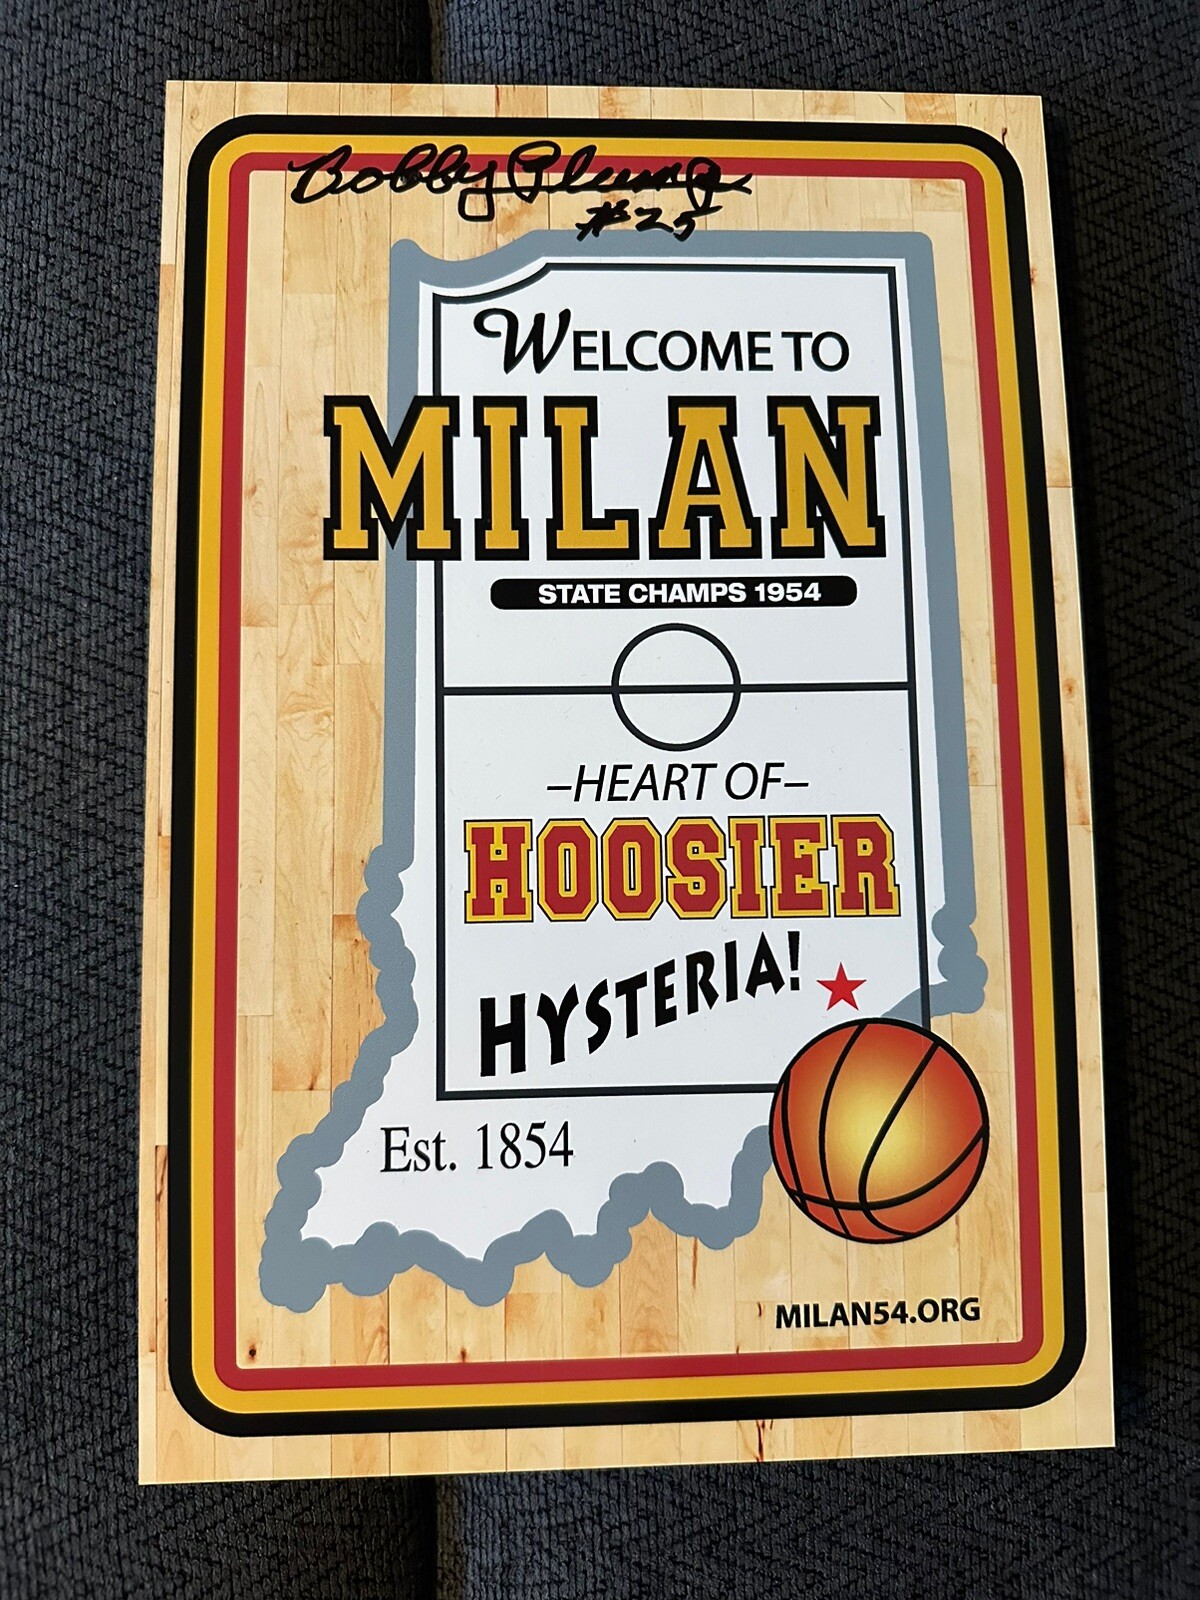 Bobby Plump
#25
WELCOME TO
MILAN
STATE CHAMPS 1954
–HEART OF–
HOOSIER
HYSTERIA!
Est. 1854
MILAN54.ORG